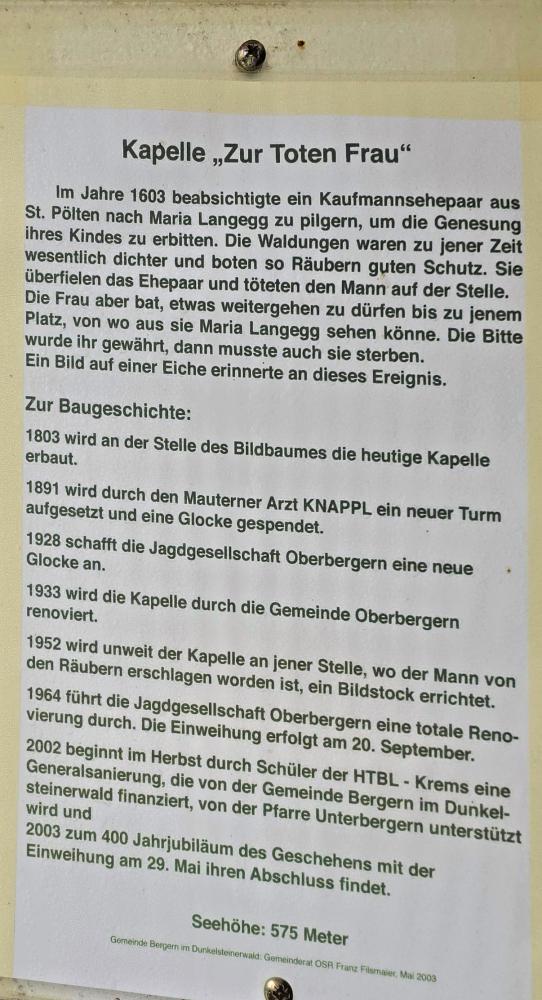 Kapelle „Zur Toten Frau“
Im Jahre 1603 beabsichtigte ein Kaufmannsehepaar aus
St. Pölten nach Maria Langegg zu pilgern, um die Genesung
ihres Kindes zu erbitten. Die Waldungen waren zu jener Zeit
wesentlich dichter und boten so Räubern guten Schutz. Sie
überfielen das Ehepaar und töteten den Mann auf der Stelle.
Die Frau aber bat, etwas weitergehen zu dürfen bis zu jenem
Platz, von wo aus sie Maria Langegg sehen könne. Die Bitte
wurde ihr gewährt, dann musste auch sie sterben.
Ein Bild auf einer Eiche erinnerte an dieses Ereignis.
Zur Baugeschichte:
1803 wird an der Stelle des Bildbaumes die heutige Kapelle
erbaut.
1891 wird durch den Mauterner Arzt KNAPPL ein neuer Turm
aufgesetzt und eine Glocke gespendet.
1928 schafft die Jagdgesellschaft Oberbergern eine neue
Glocke an.
1933 wird die Kapelle durch die Gemeinde Oberbergern
renoviert.
1952 wird unweit der Kapelle an jener Stelle, wo der Mann von
den Räubern erschlagen worden ist, ein Bildstock errichtet.
1964 führt die Jagdgesellschaft Oberbergern eine totale Reno-
vierung durch. Die Einweihung erfolgt am 20. September.
2002 beginnt im Herbst durch Schüler der HTBL - Krems eine
Generalsanierung, die von der Gemeinde Bergern im Dunkel-
steinerwald finanziert, von der Pfarre Unterbergern unterstützt
wird und
2003 zum 400 Jahrjubiläum des Geschehens mit der
Einweihung am 29. Mai ihren Abschluss findet.
Seehöhe: 575 Meter
Gemeinde Bergern im Dunkelsteinerwald: Gemeinderat OSR Franz Filsmaier, Mai 2003